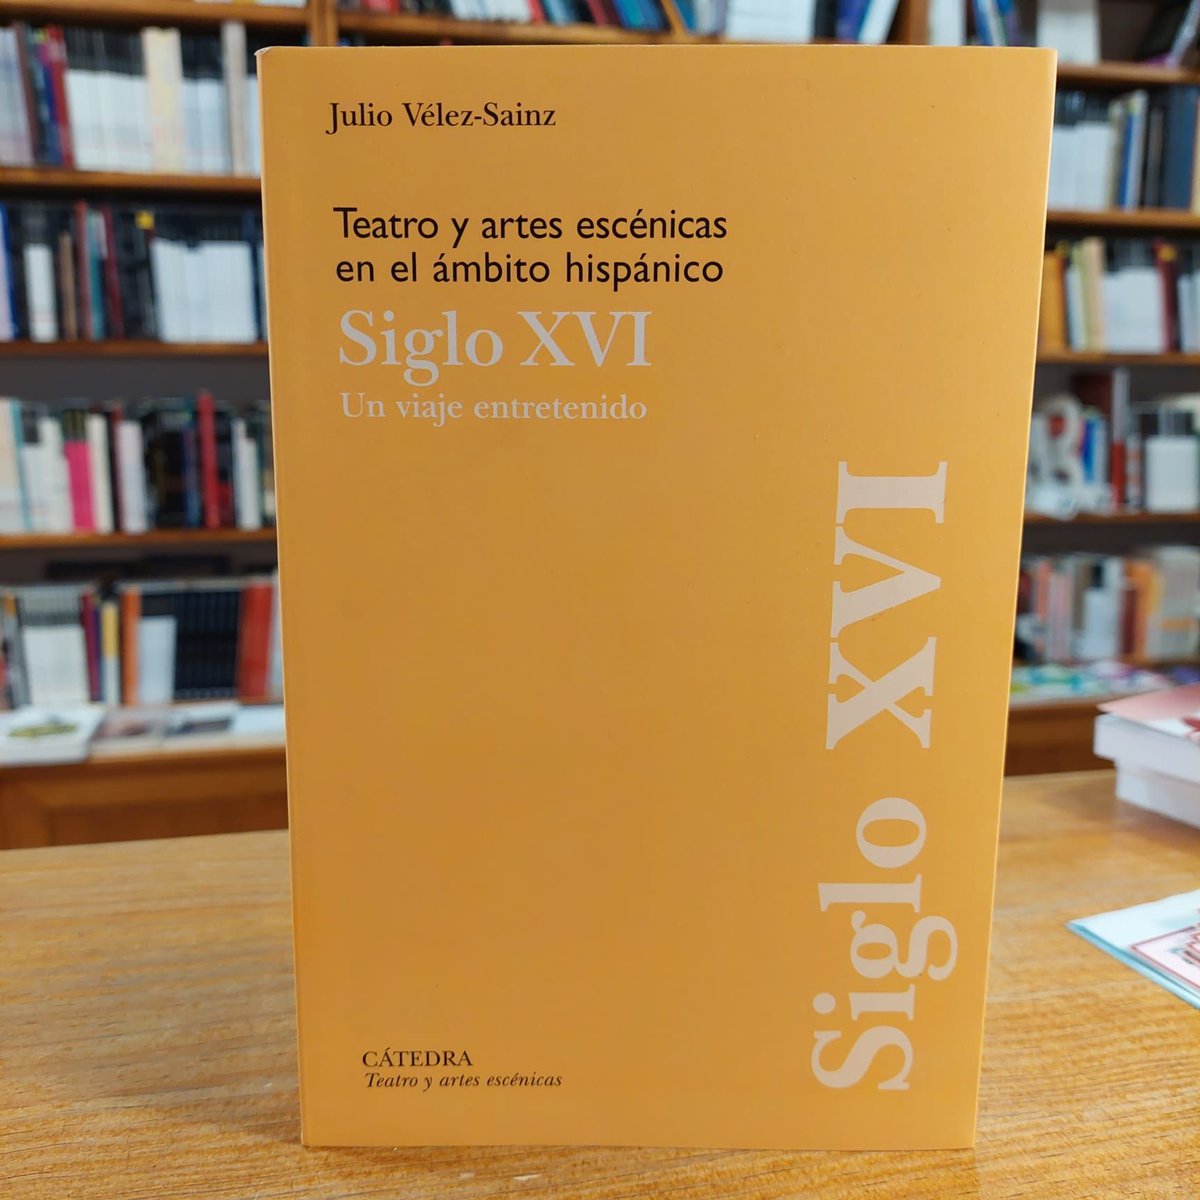 Julio Vélez-Sainz
Teatro y artes escénicas
en el ámbito hispánico
Siglo XVI
Un viaje entretenido
Siglo XVI
CÁTEDRA
Teatro y artes escénicas